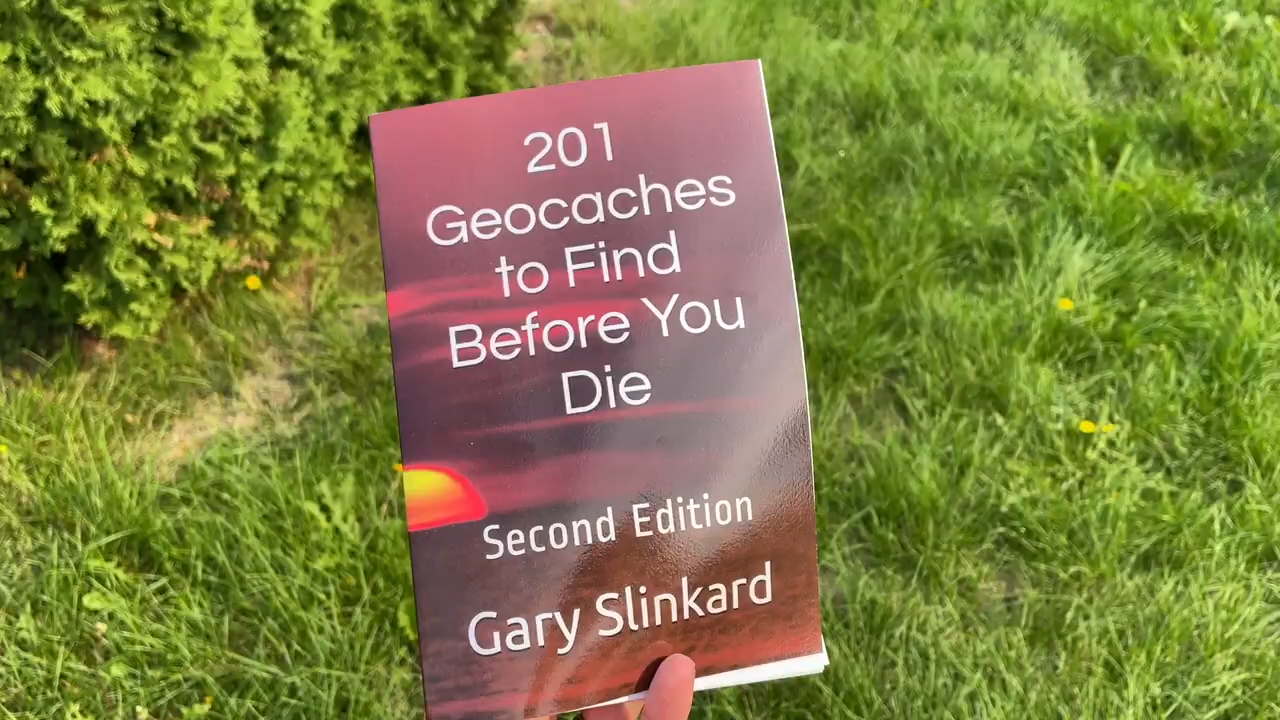 201
Geocaches
to Find
Before You
Die
Second Edition
Gary Slinkard